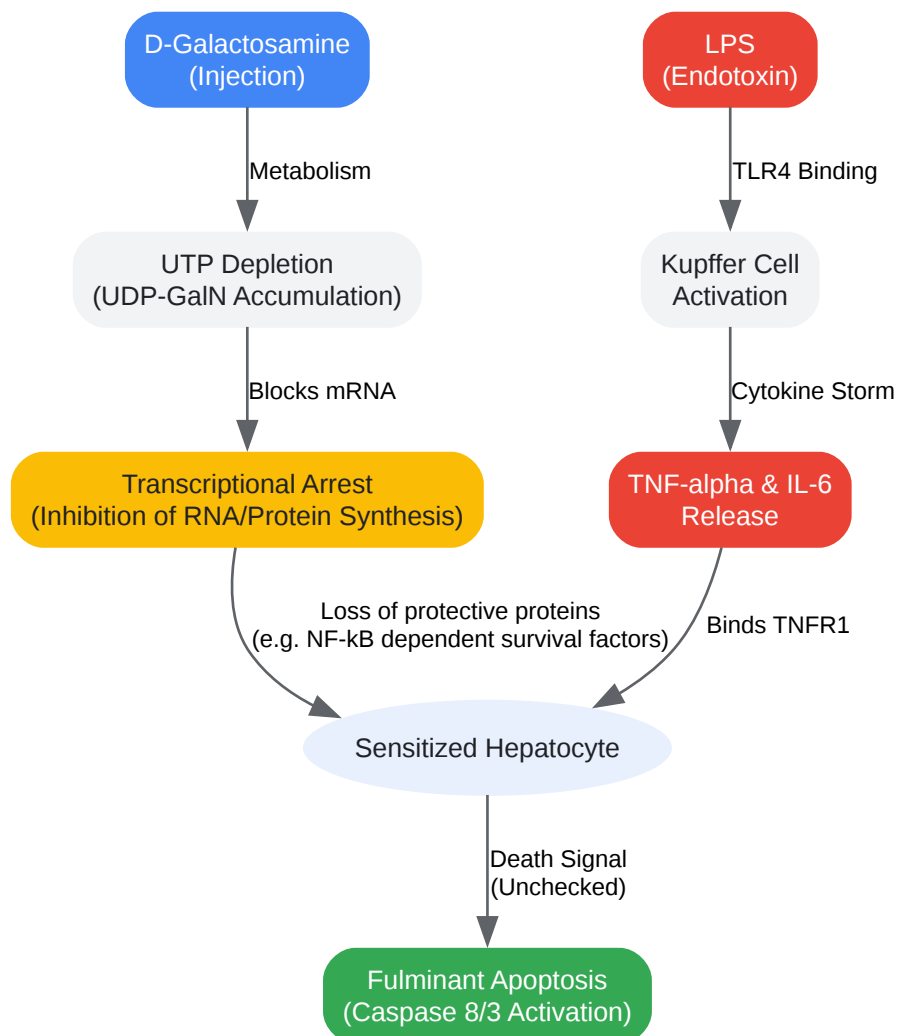 D-Galactosamine
(Injection)
LPS
(Endotoxin)
Metabolism
TLR4 Binding
UTP Depletion
(UDP-GalN Accumulation)
Kupffer Cell
Activation
Blocks mRNA
Cytokine Storm
Transcriptional Arrest
(Inhibition of RNA/Protein Synthesis)
TNF-alpha & IL-6
Release
Loss of protective proteins
(e.g. NF-kB dependent survival factors)
Binds TNFR1
Sensitized Hepatocyte
Death Signal
(Unchecked)
Fulminant Apoptosis
(Caspase 8/3 Activation)